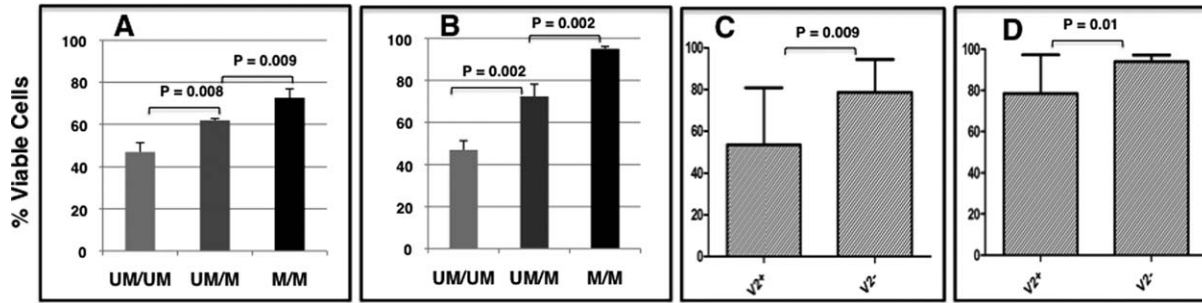 % Viable Cells
A
P = 0.009
P = 0.008
100
80
60
40
20
0
UM/UM UM/M M/M
B
P = 0.002
P = 0.002
100
80
60
40
20
0
UM/UM UM/M M/M
C
P = 0.009
100
80
60
40
20
0
V2+ V2-
D
P = 0.01
100
80
60
40
20
0
V2+ V2-